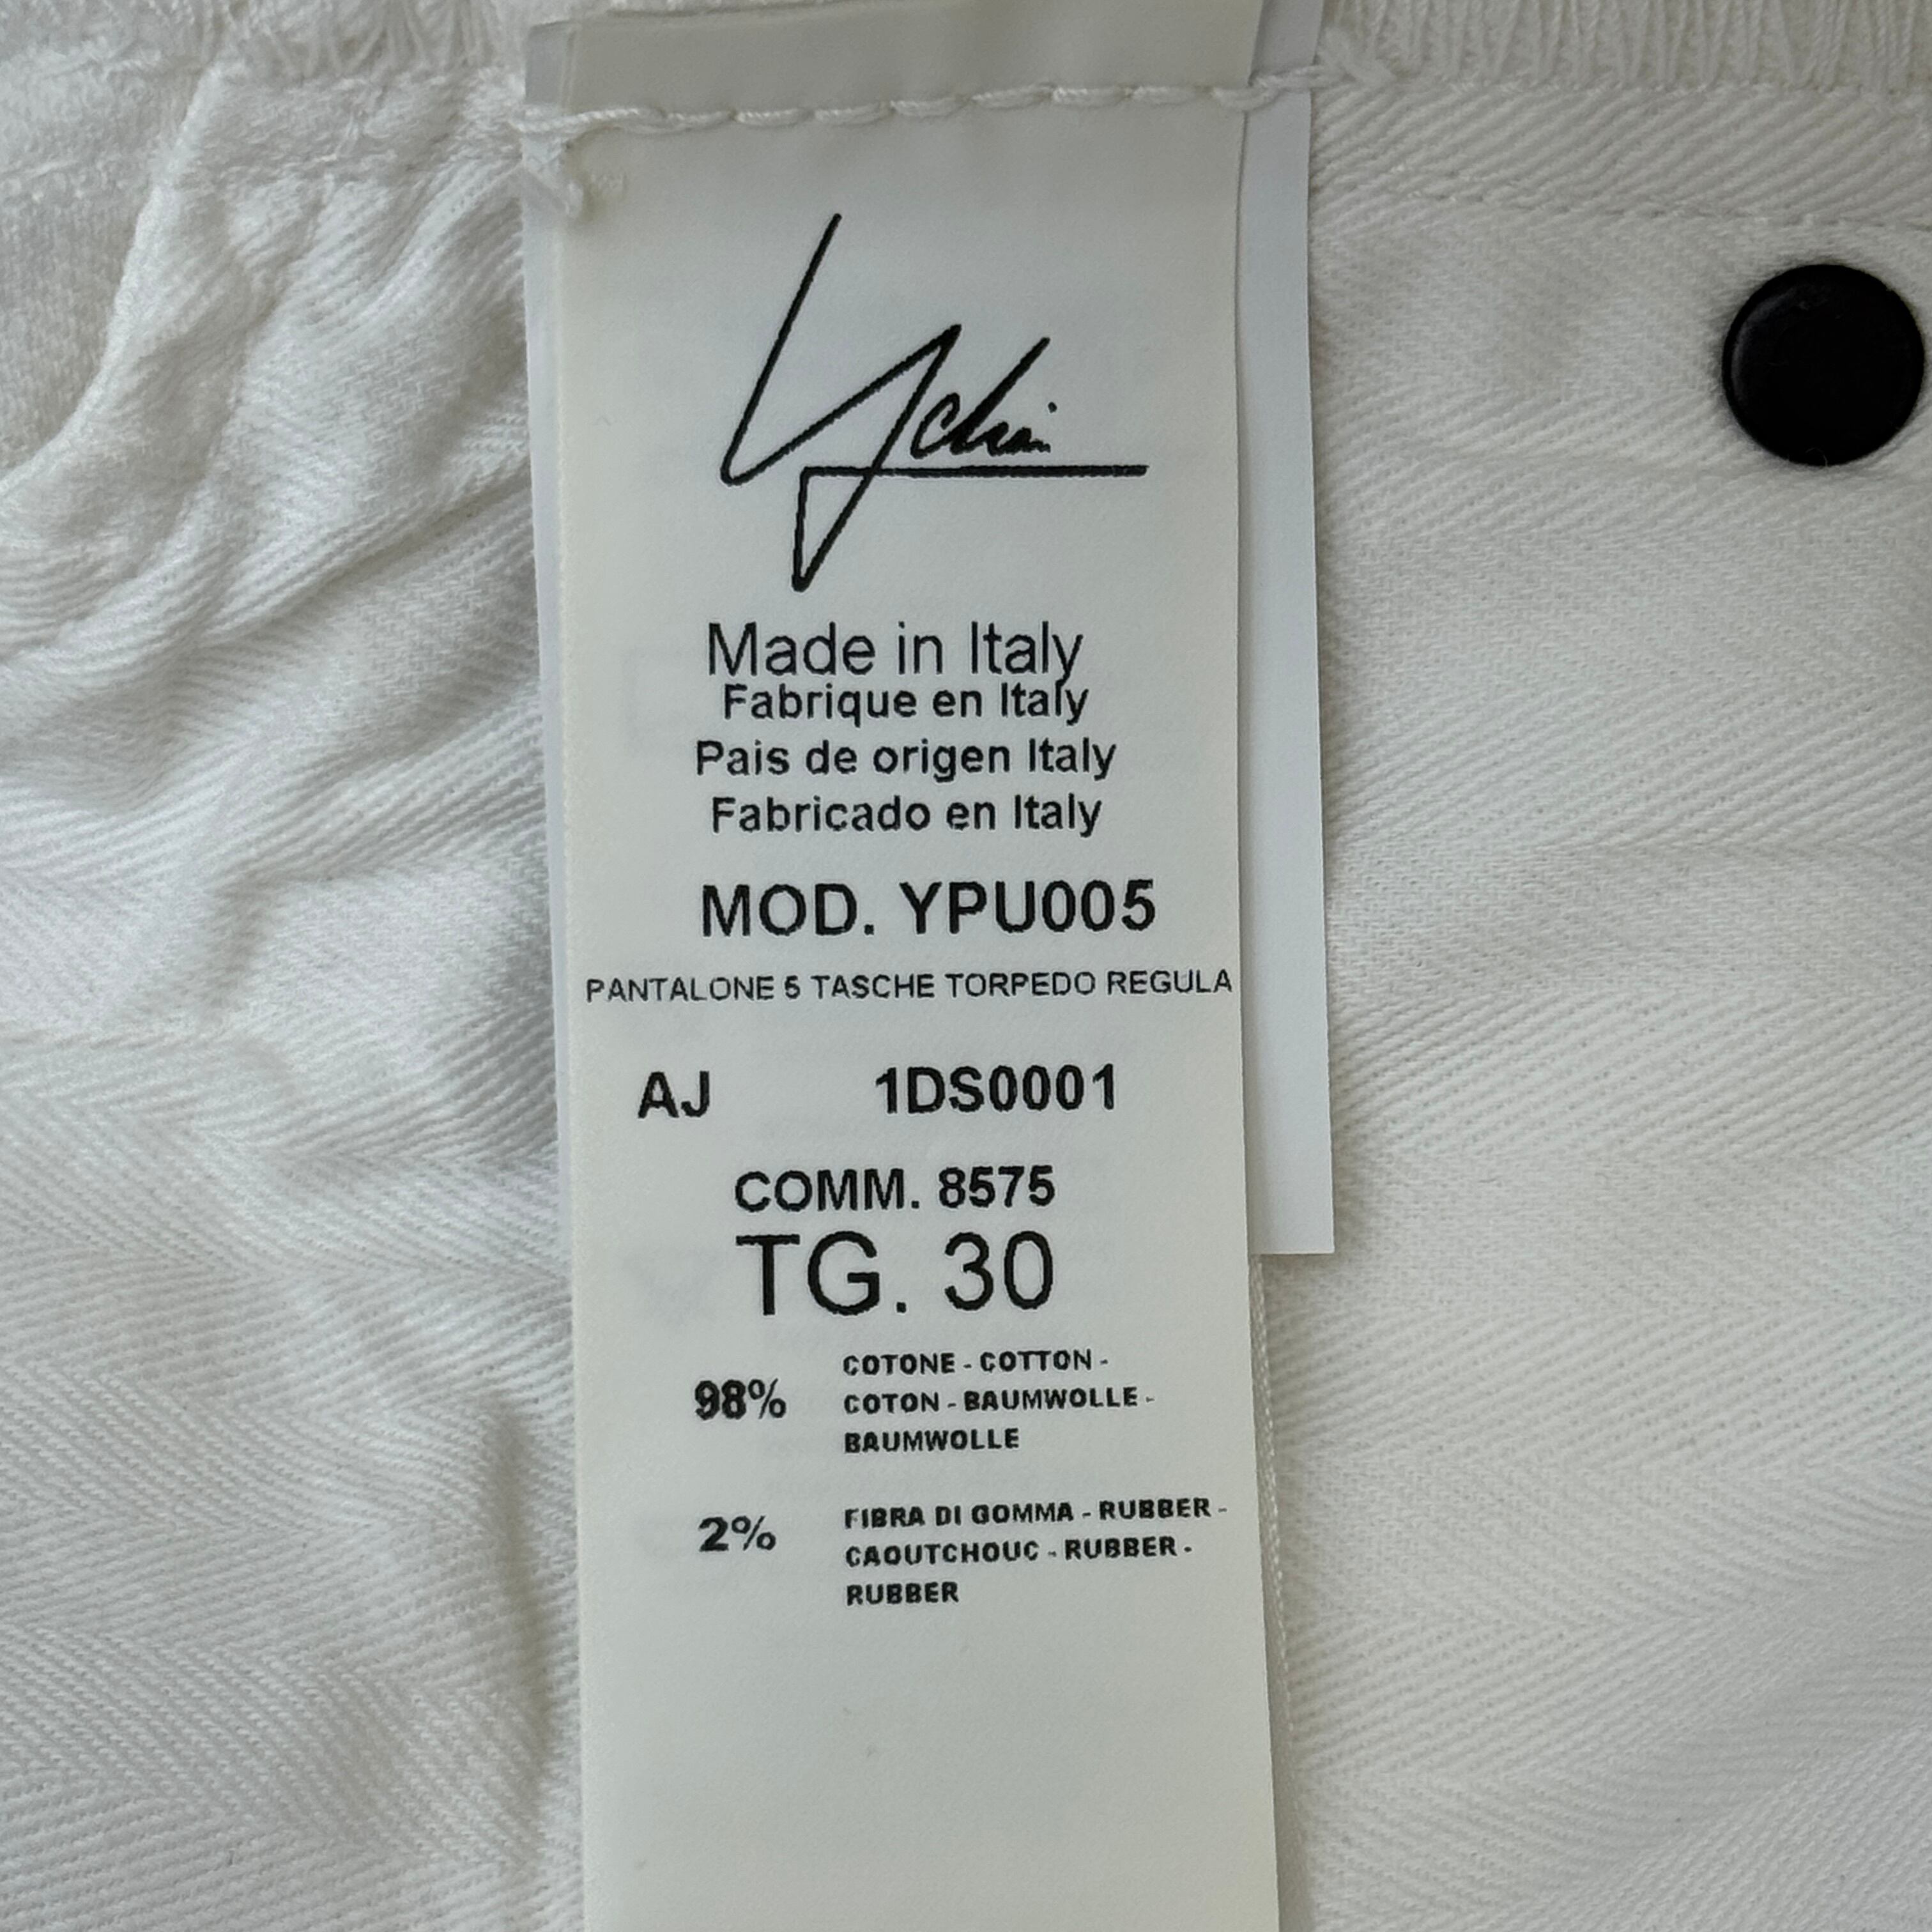 Made in Italy
Fabrique en Italy
Pais de origen Italy
Fabricado en Italy
MOD. YPU005
PANTALONE 5 TASCHE TORPEDO REGULA
AJ 1DS0001
COMM. 8575
TG. 30
98% COTONE - COTTON -
COTON - BAUMWOLLE -
BAUMWOLLE
2% FIBRA DI GOMMA - RUBBER -
CAOUTCHOUC - RUBBER -
RUBBER